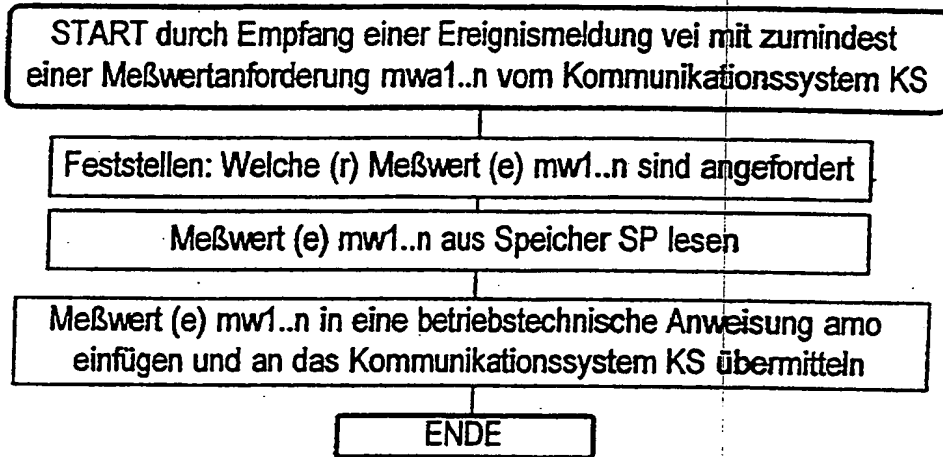 START durch Empfang einer Ereignismeldung vei mit zumindest
einer Meßwertanforderung mwa1..n vom Kommunikationssystem KS
Feststellen: Welche (r) Meßwert (e) mw1..n sind angefordert
Meßwert (e) mw1..n aus Speicher SP lesen
Meßwert (e) mw1..n in eine betriebstechnische Anweisung amo
einfügen und an das Kommunikationssystem KS übermitteln
ENDE